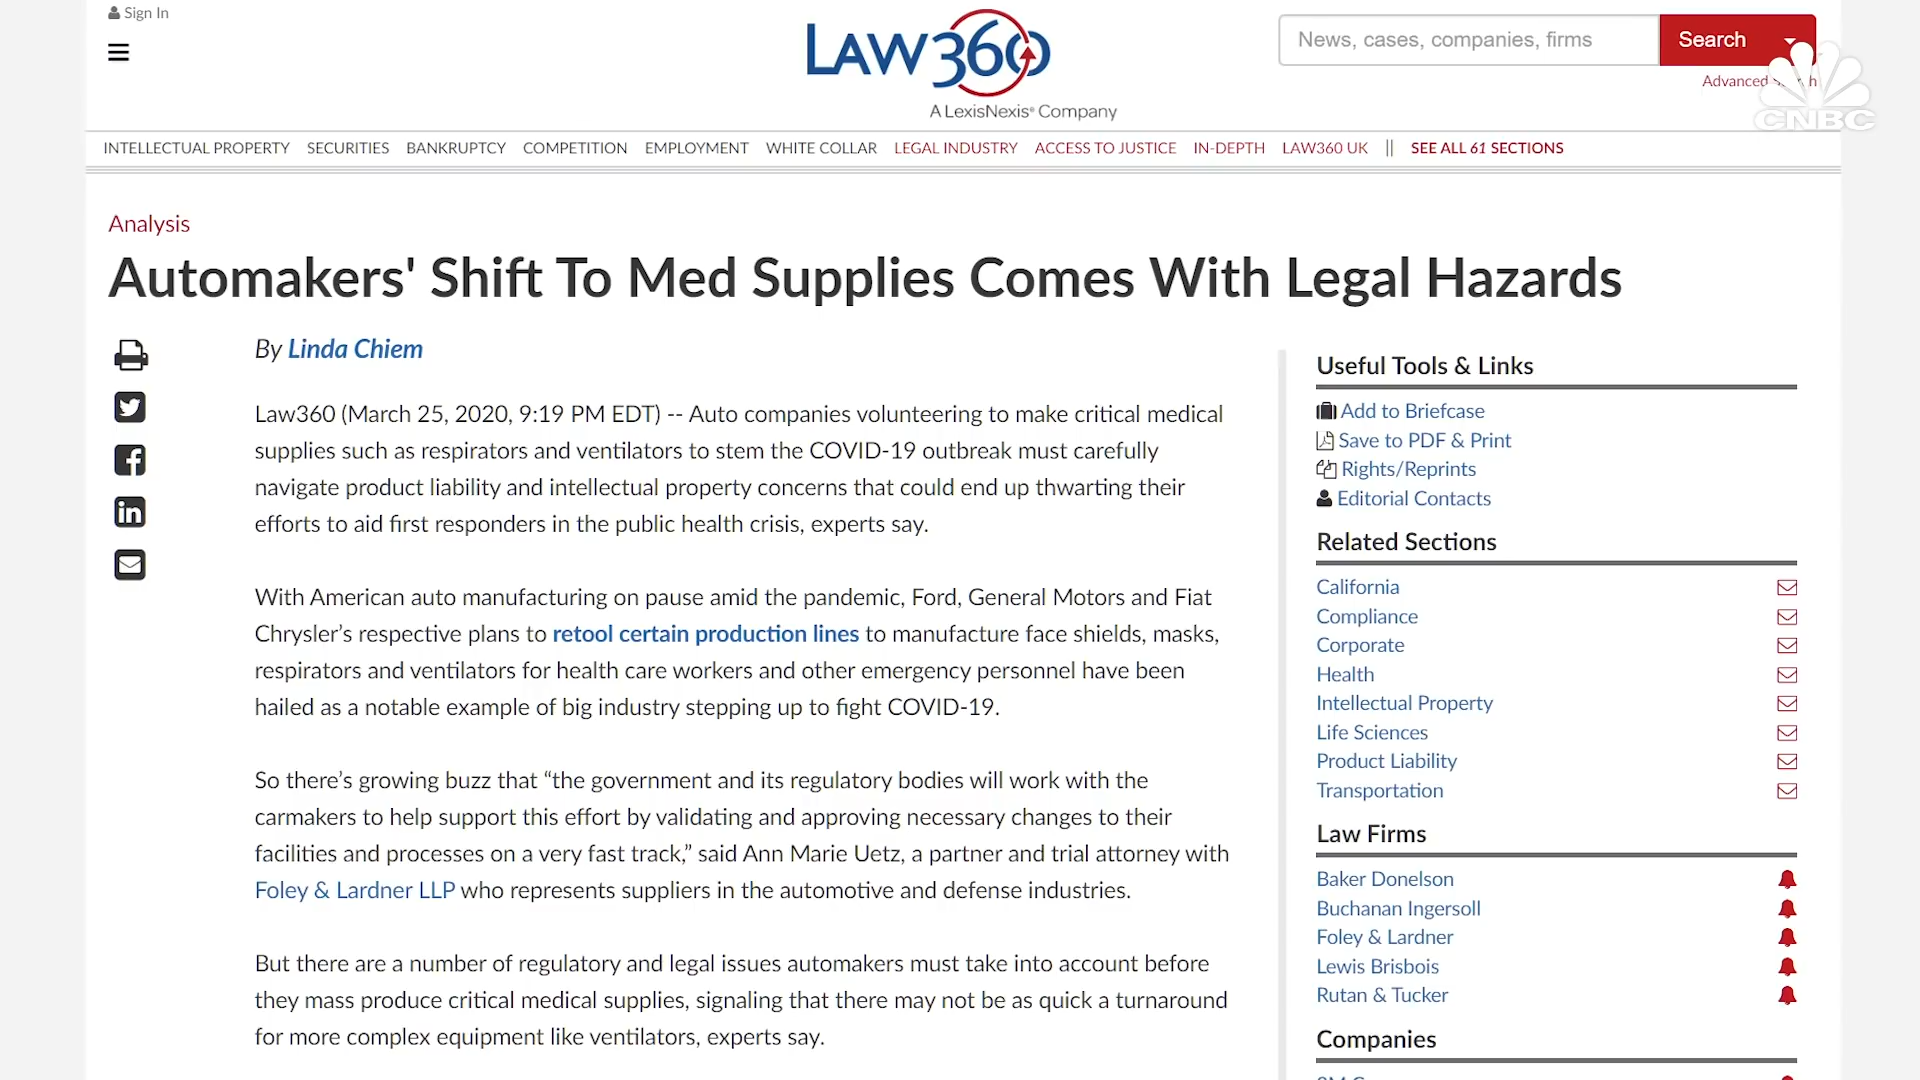 Sign In
LAW360
A LexisNexis® Company
News, cases, companies, firms
Search
Advanced
CNBC
INTELLECTUAL PROPERTY SECURITIES BANKRUPTCY COMPETITION EMPLOYMENT WHITE COLLAR LEGAL INDUSTRY ACCESS TO JUSTICE IN-DEPTH LAW360 UK || SEE ALL 61 SECTIONS
Analysis
Automakers' Shift To Med Supplies Comes With Legal Hazards
By Linda Chiem
Law360 (March 25, 2020, 9:19 PM EDT) -- Auto companies volunteering to make critical medical
supplies such as respirators and ventilators to stem the COVID-19 outbreak must carefully
navigate product liability and intellectual property concerns that could end up thwarting their
efforts to aid first responders in the public health crisis, experts say.
With American auto manufacturing on pause amid the pandemic, Ford, General Motors and Fiat
Chrysler’s respective plans to retool certain production lines to manufacture face shields, masks,
respirators and ventilators for health care workers and other emergency personnel have been
hailed as a notable example of big industry stepping up to fight COVID-19.
So there’s growing buzz that “the government and its regulatory bodies will work with the
carmakers to help support this effort by validating and approving necessary changes to their
facilities and processes on a very fast track,” said Ann Marie Uetz, a partner and trial attorney with
Foley & Lardner LLP who represents suppliers in the automotive and defense industries.
But there are a number of regulatory and legal issues automakers must take into account before
they mass produce critical medical supplies, signaling that there may not be as quick a turnaround
for more complex equipment like ventilators, experts say.
Useful Tools & Links
Add to Briefcase
Save to PDF & Print
Rights/Reprints
Editorial Contacts
Related Sections
California
Compliance
Corporate
Health
Intellectual Property
Life Sciences
Product Liability
Transportation
Law Firms
Baker Donelson
Buchanan Ingersoll
Foley & Lardner
Lewis Brisbois
Rutan & Tucker
Companies